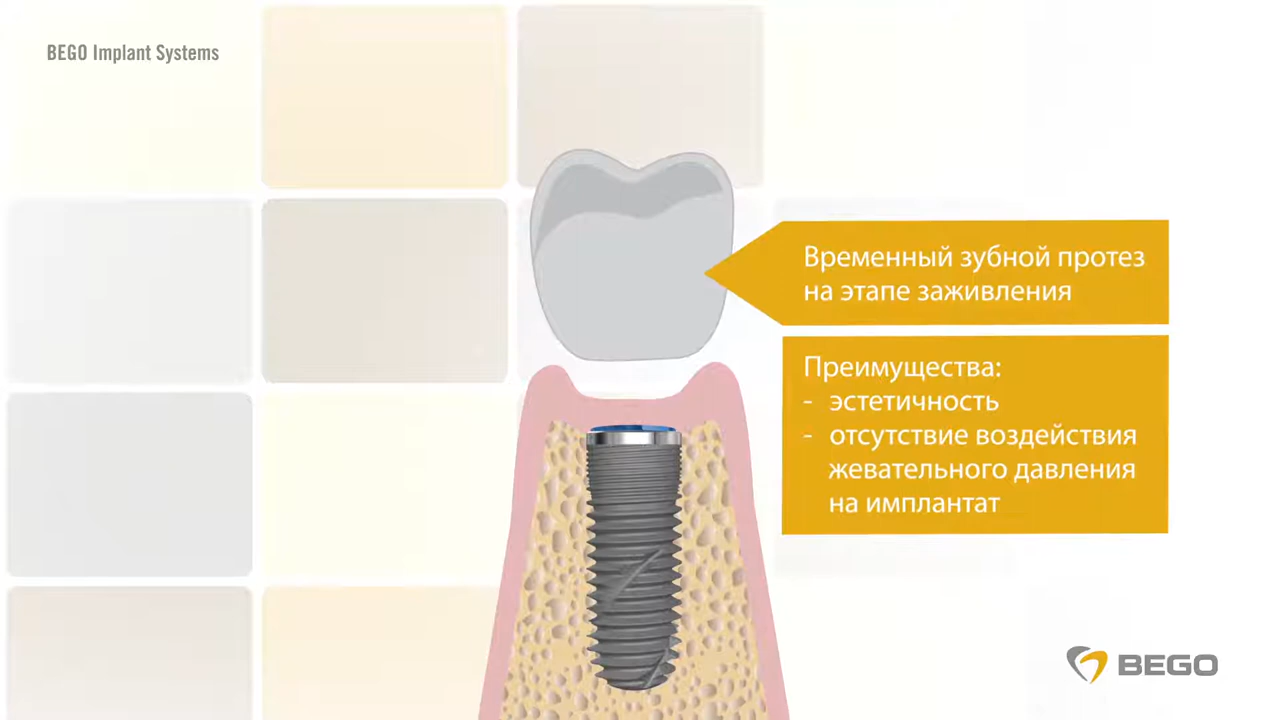 BEGO Implant Systems
Временный зубной протез
на этапе заживления
Преимущества:
- эстетичность
- отсутствие воздействия
жевательного давления
на имплантат
BEGO